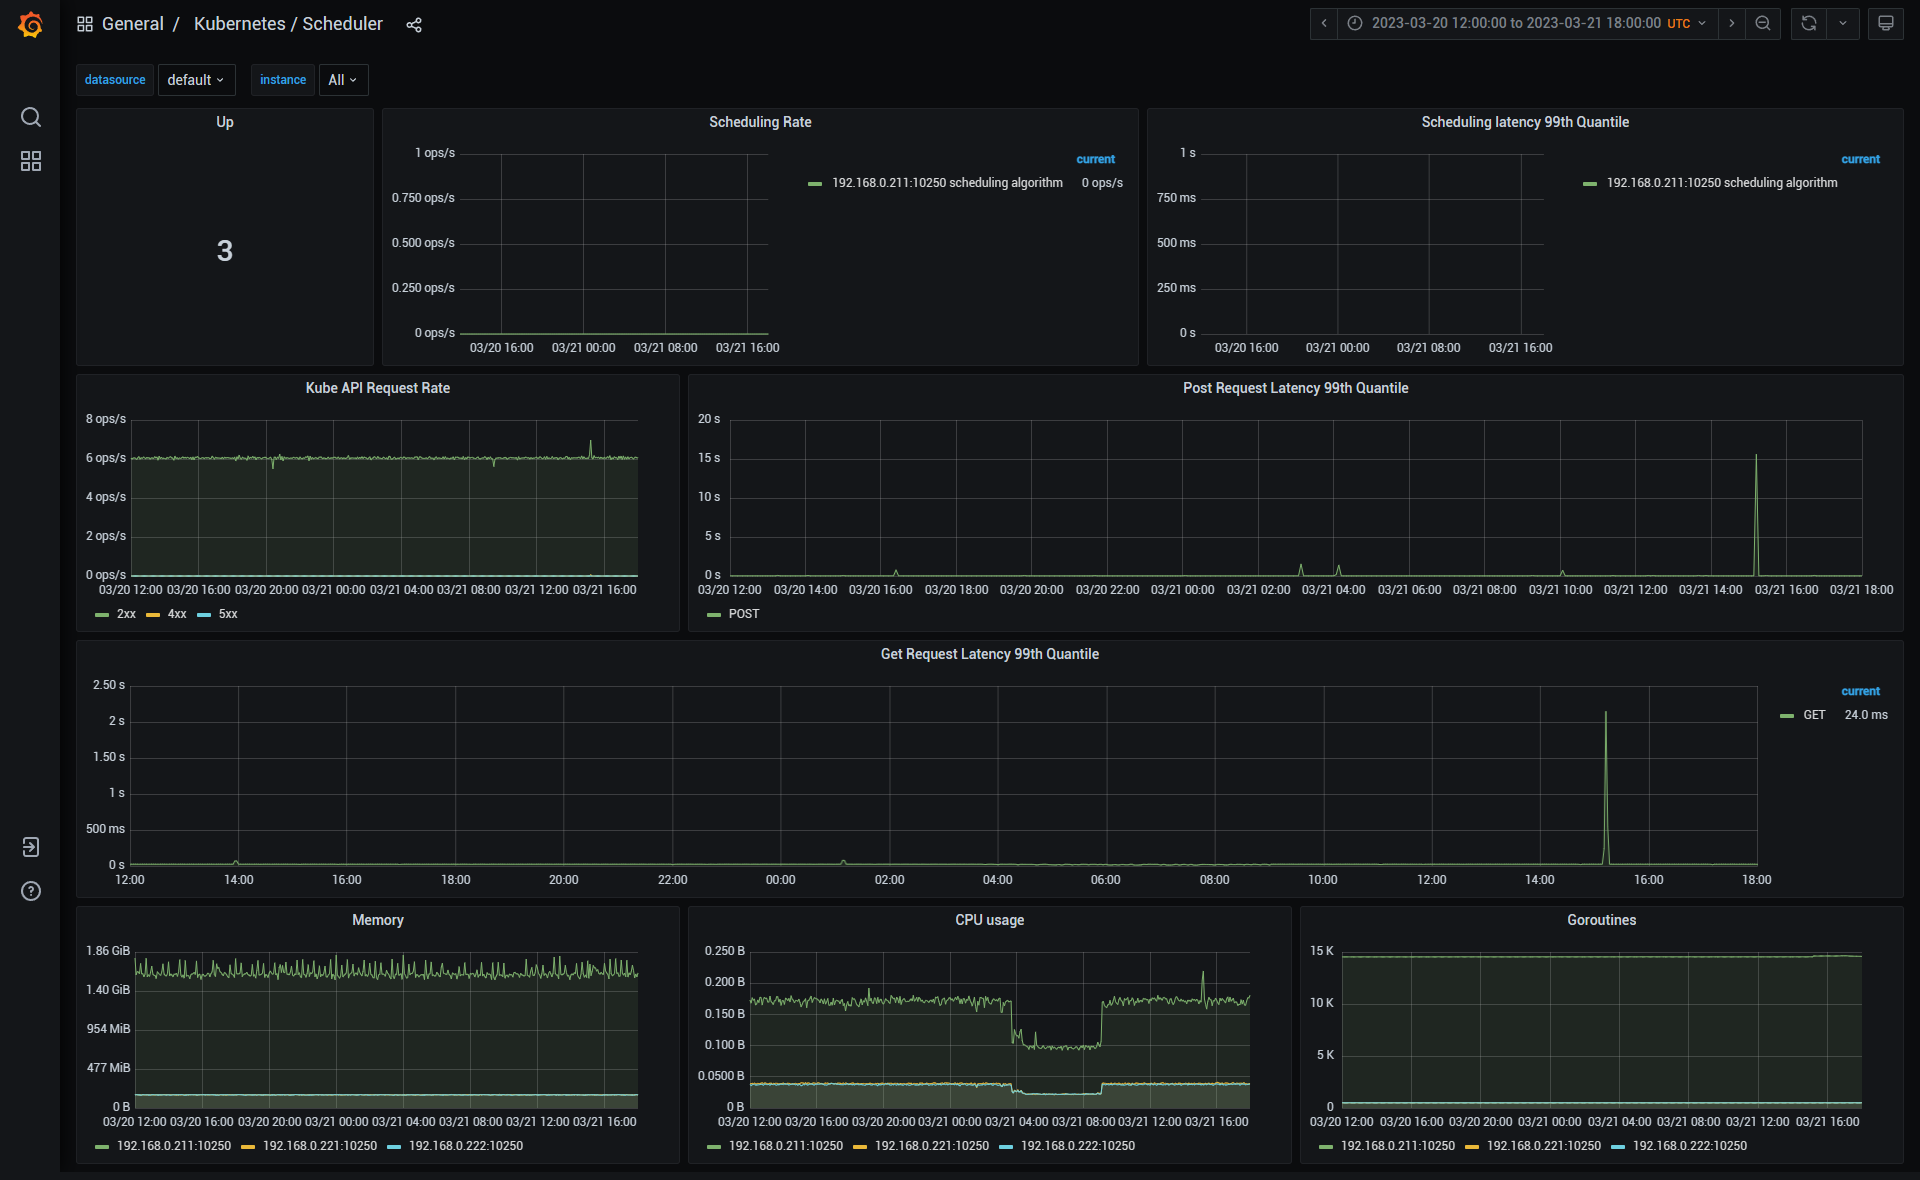 General / Kubernetes / Scheduler
2023-03-20 12:00:00 to 2023-03-21 18:00:00 UTC
datasource default instance All
Up
3
Scheduling Rate
1 ops/s
0.750 ops/s
0.500 ops/s
0.250 ops/s
0 ops/s
03/20 16:00 03/21 00:00 03/21 08:00 03/21 16:00
current
192.168.0.211:10250 scheduling algorithm 0 ops/s
Scheduling latency 99th Quantile
1 s
750 ms
500 ms
250 ms
0 s
03/20 16:00 03/21 00:00 03/21 08:00 03/21 16:00
current
192.168.0.211:10250 scheduling algorithm
Kube API Request Rate
8 ops/s
6 ops/s
4 ops/s
2 ops/s
0 ops/s
03/20 12:00 03/20 16:00 03/20 20:00 03/21 00:00 03/21 04:00 03/21 08:00 03/21 12:00 03/21 16:00
2xx 4xx 5xx
Post Request Latency 99th Quantile
20 s
15 s
10 s
5 s
0 s
03/20 12:00 03/20 14:00 03/20 16:00 03/20 18:00 03/20 20:00 03/20 22:00 03/21 00:00 03/21 02:00 03/21 04:00 03/21 06:00 03/21 08:00 03/21 10:00 03/21 12:00 03/21 14:00 03/21 16:00 03/21 18:00
POST
Get Request Latency 99th Quantile
2.50 s
2 s
1.50 s
1 s
500 ms
0 s
12:00 14:00 16:00 18:00 20:00 22:00 00:00 02:00 04:00 06:00 08:00 10:00 12:00 14:00 16:00 18:00
current
GET 24.0 ms
Memory
1.86 GiB
1.40 GiB
954 MiB
477 MiB
0 B
03/20 12:00 03/20 16:00 03/20 20:00 03/21 00:00 03/21 04:00 03/21 08:00 03/21 12:00 03/21 16:00
192.168.0.211:10250 192.168.0.221:10250 192.168.0.222:10250
CPU usage
0.250 B
0.200 B
0.150 B
0.100 B
0.0500 B
0 B
03/20 12:00 03/20 16:00 03/20 20:00 03/21 00:00 03/21 04:00 03/21 08:00 03/21 12:00 03/21 16:00
192.168.0.211:10250 192.168.0.221:10250 192.168.0.222:10250
Goroutines
15 K
10 K
5 K
0
03/20 12:00 03/20 16:00 03/20 20:00 03/21 00:00 03/21 04:00 03/21 08:00 03/21 12:00 03/21 16:00
192.168.0.211:10250 192.168.0.221:10250 192.168.0.222:10250